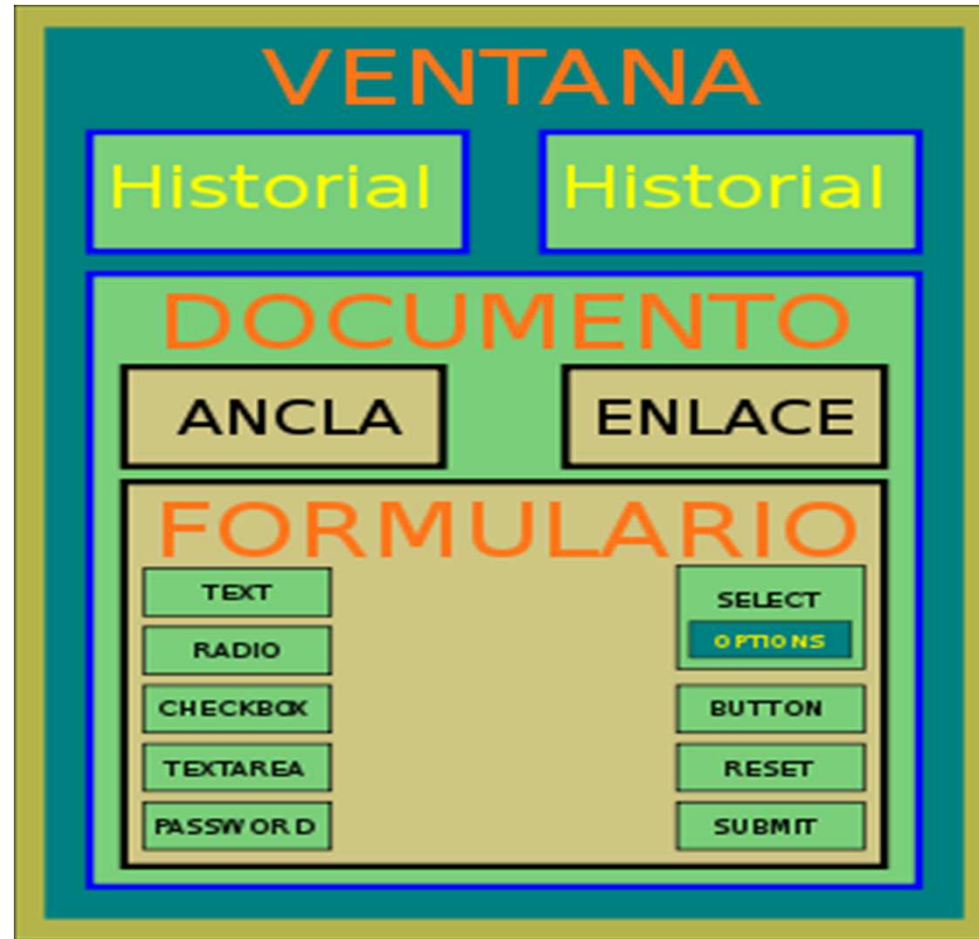 VENTANA
Historial
Historial
DOCUMENTO
ANCLA
ENLACE
FORMULARIO
TEXT
RADIO
CHECKBOX
TEXTAREA
PASSWORD
SELECT
OPTIONS
BUTTON
RESET
SUBMIT